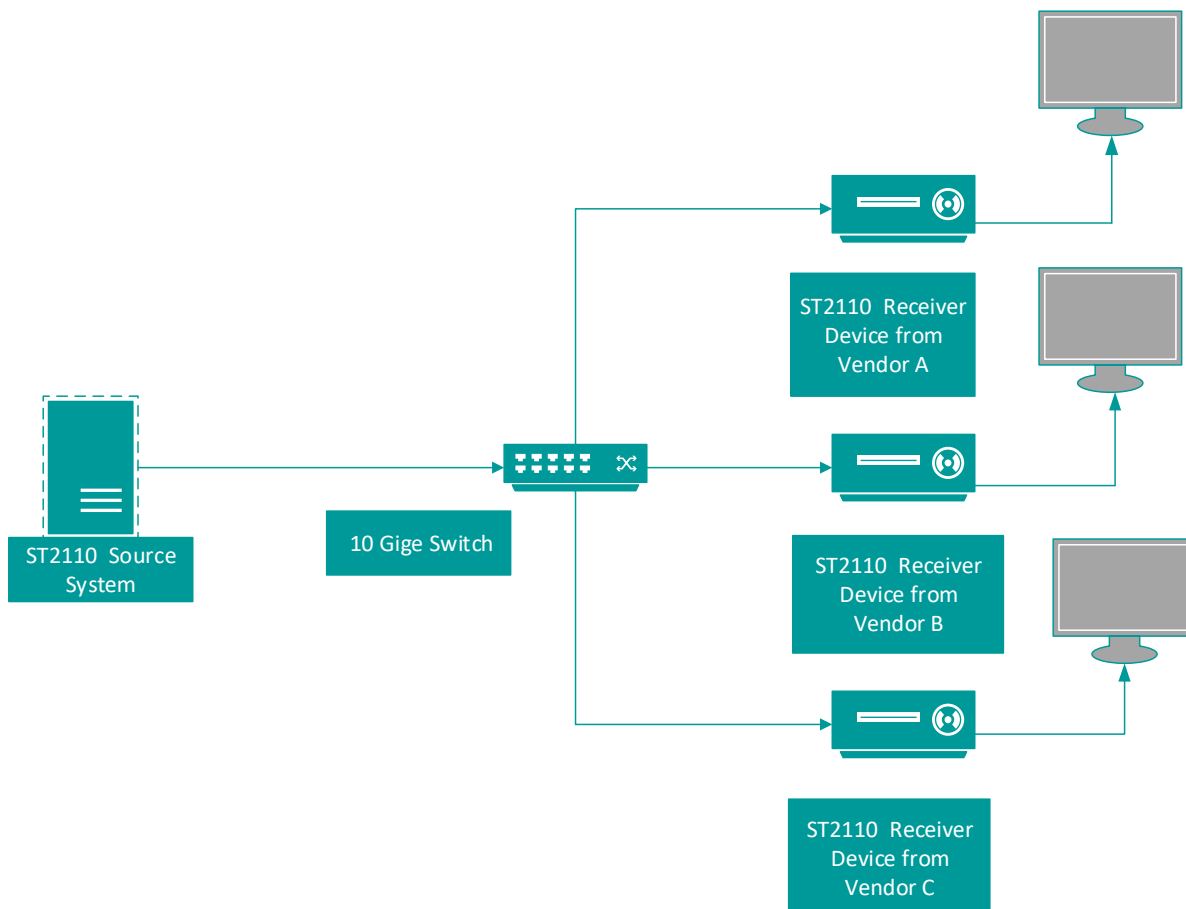 ST2110 Receiver
Device from
Vendor A
ST2110 Source
System
10 Gige Switch
ST2110 Receiver
Device from
Vendor B
ST2110 Receiver
Device from
Vendor C